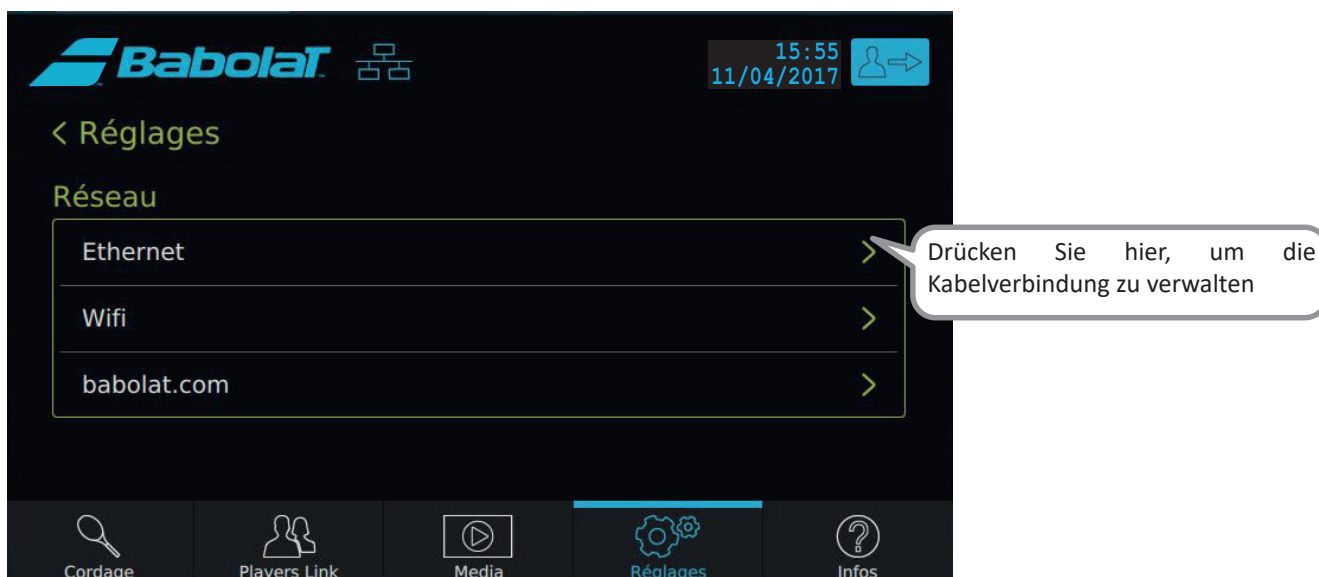 Babolat
15:55
11/04/2017
< Réglages
Réseau
Ethernet
Drücken Sie hier, um die
Kabelverbindung zu verwalten
Wifi
babolat.com
Cordage
Players Link
Media
Réglages
Infos